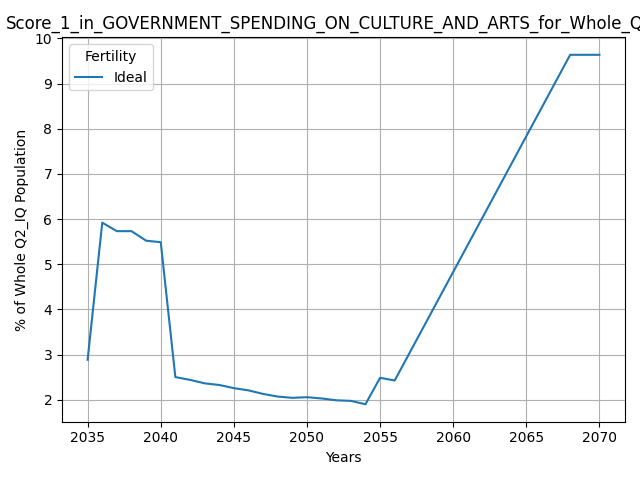 Score_1_in_GOVERNMENT_SPENDING_ON_CULTURE_AND_ARTS_for_Whole_Q
Fertility
Ideal
% of Whole Q2_IQ Population
10
9
8
7
6
5
4
3
2
2035 2040 2045 2050 2055 2060 2065 2070
Years